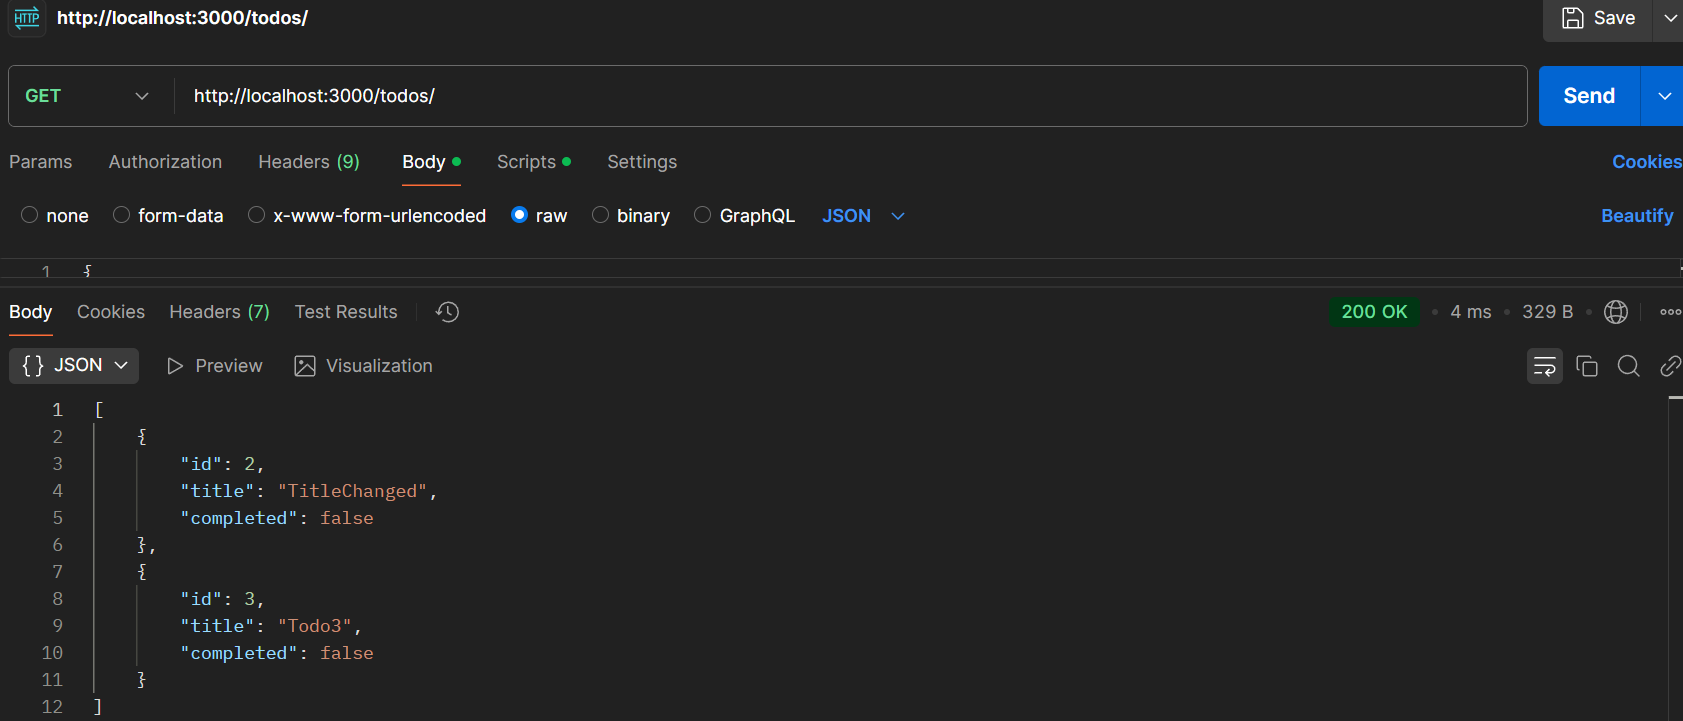 HTTP http://localhost:3000/todos/ Save
GET http://localhost:3000/todos/ Send
Params Authorization Headers (9) Body Scripts Settings Cookies
none form-data x-www-form-urlencoded raw binary GraphQL JSON Beautify
1 {
Body Cookies Headers (7) Test Results 200 OK • 4 ms • 329 B •
{} JSON Preview Visualization
1 [
2 {
3 "id": 2,
4 "title": "TitleChanged",
5 "completed": false
6 },
7 {
8 "id": 3,
9 "title": "Todo3",
10 "completed": false
11 }
12 ]